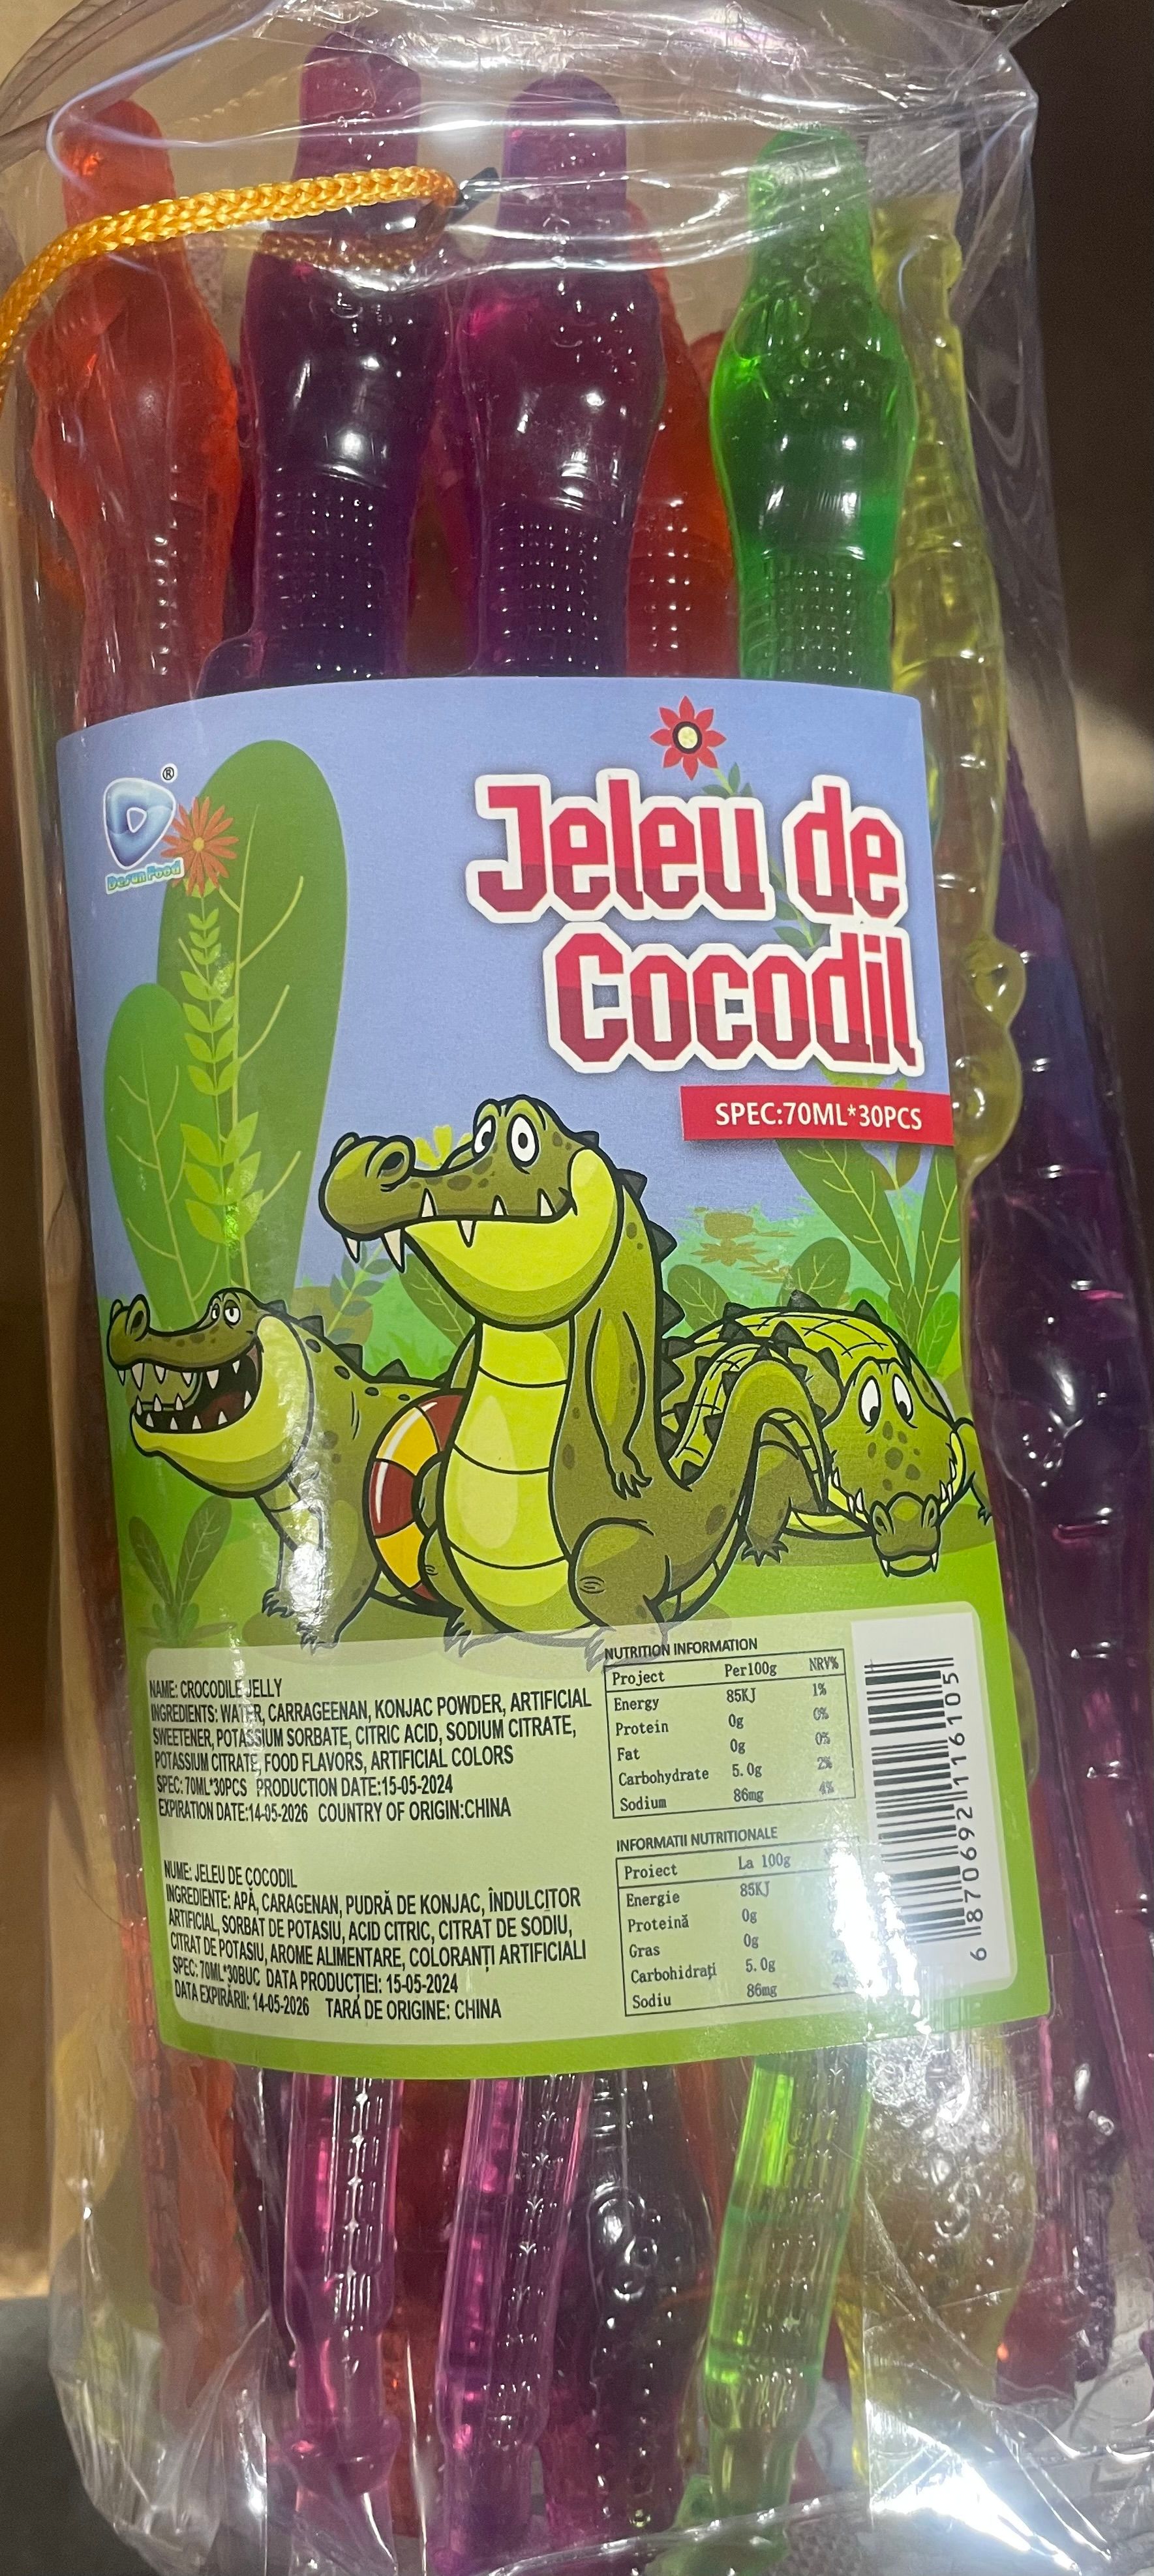 ®
Dasun Food
Jeleu de
Cocodil
SPEC:70ML*30PCS
NAME: CROCODILE JELLY
INGREDIENTS: WATER, CARRAGEENAN, KONJAC POWDER, ARTIFICIAL
SWEETENER, POTASSIUM SORBATE, CITRIC ACID, SODIUM CITRATE,
POTASSIUM CITRATE, FOOD FLAVORS, ARTIFICIAL COLORS
SPEC: 70ML*30PCS PRODUCTION DATE:15-05-2024
EXPIRATION DATE:14-05-2026 COUNTRY OF ORIGIN:CHINA
NUTRITION INFORMATION
Project Per100g NRV%
Energy 85KJ 1%
Protein 0g 0%
Fat 0g 0%
Carbohydrate 5.0g 2%
Sodium 86mg 4%
NUME: JELEU DE COCODIL
INGREDIENTE: APĂ, CARAGENAN, PUDRĂ DE KONJAC, ÎNDULCITOR
ARTIFICIAL, SORBAT DE POTASIU, ACID CITRIC, CITRAT DE SODIU,
CITRAT DE POTASIU, AROME ALIMENTARE, COLORANȚI ARTIFICIALI
SPEC: 70ML*30BUC DATA PRODUCȚIEI: 15-05-2024
DATA EXPIRĂRII: 14-05-2026 TARĂ DE ORIGINE: CHINA
INFORMATII NUTRITIONALE
Proiect La 100g
Energie 85KJ
Proteină 0g
Gras 0g
Carbohidrați 5.0g
Sodiu 86mg
6 870692 116105